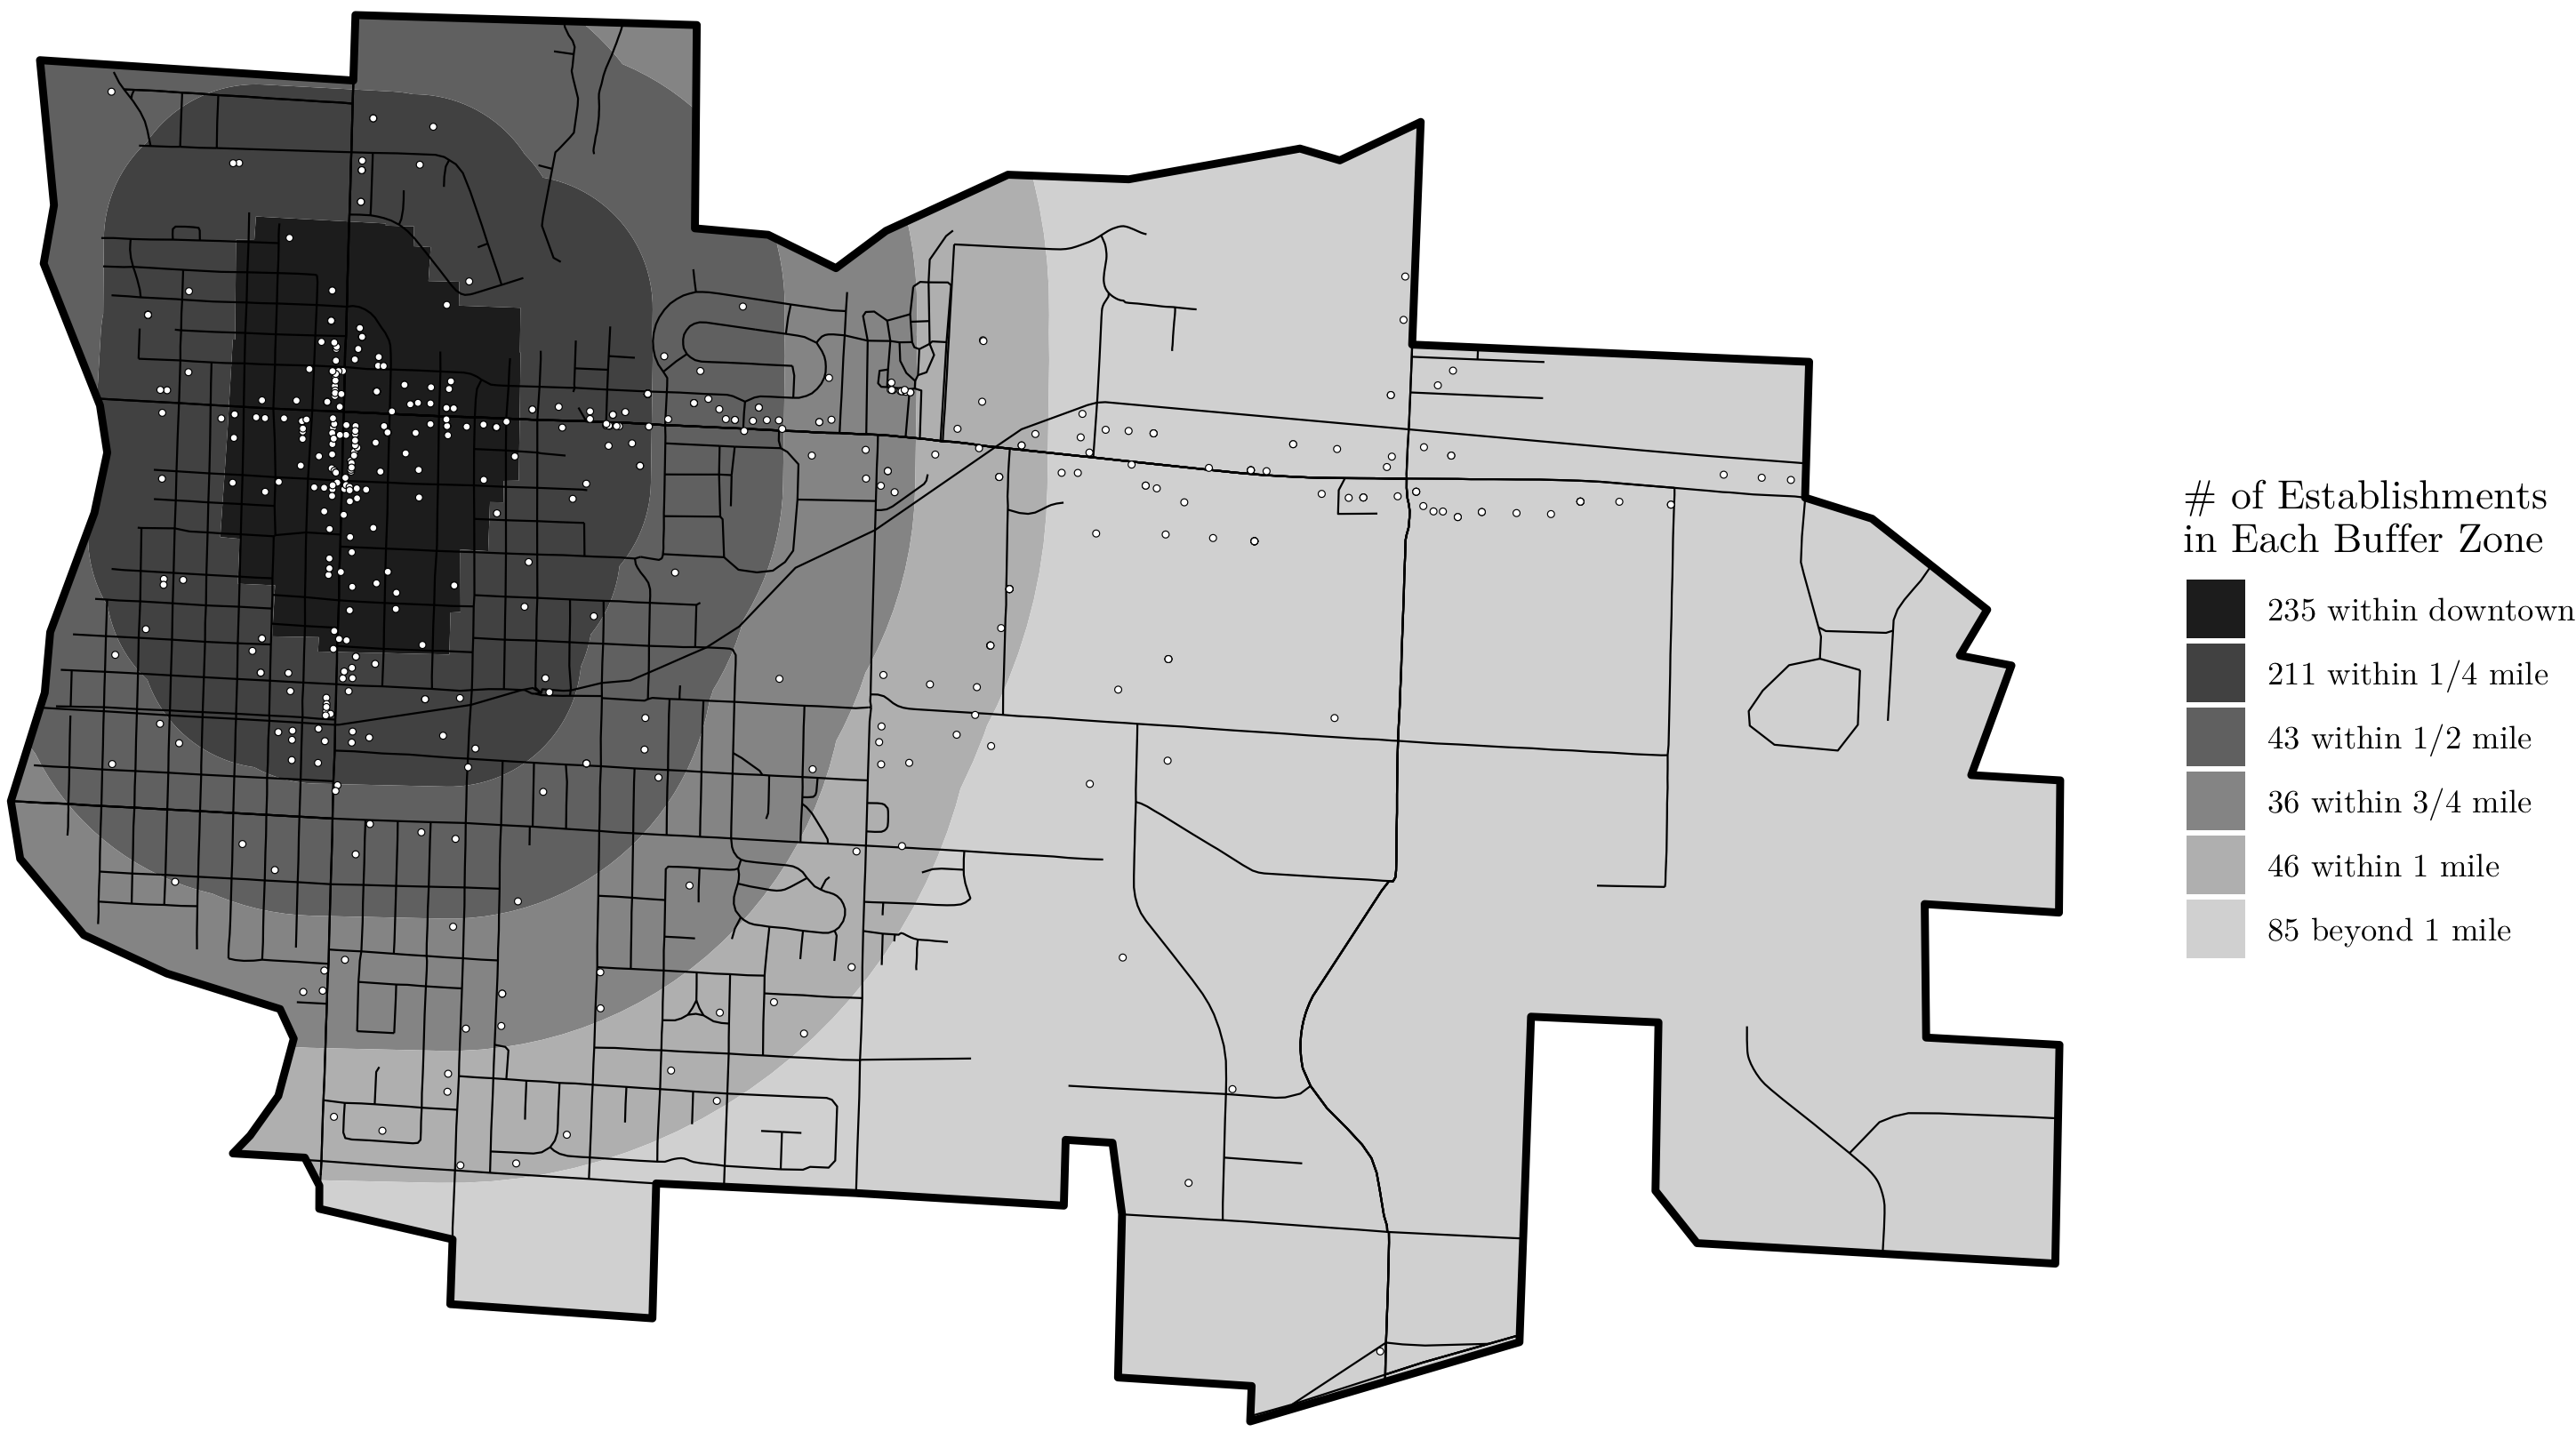 # of Establishments
in Each Buffer Zone
235 within downtown
211 within 1/4 mile
43 within 1/2 mile
36 within 3/4 mile
46 within 1 mile
85 beyond 1 mile